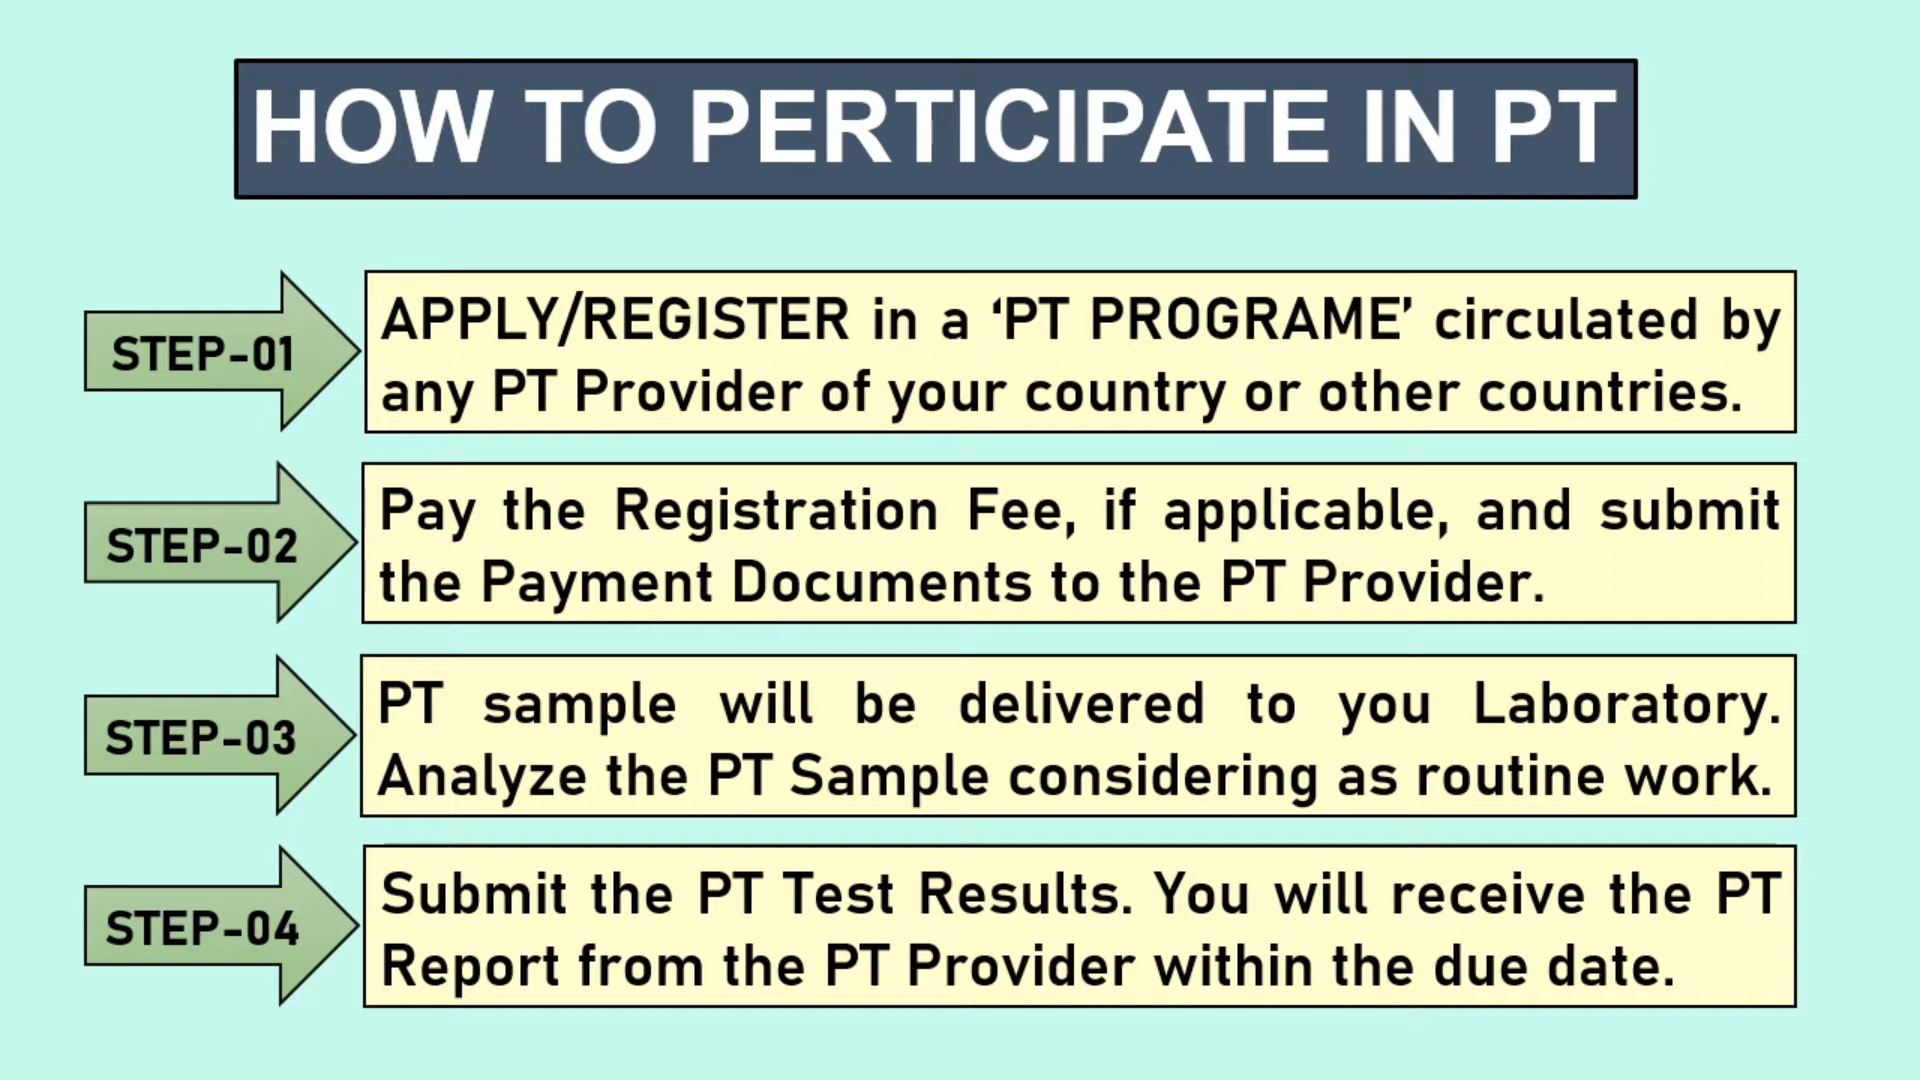 HOW TO PERTICIPATE IN PT
STEP-01
APPLY/REGISTER in a ‘PT PROGRAME’ circulated by
any PT Provider of your country or other countries.
STEP-02
Pay the Registration Fee, if applicable, and submit
the Payment Documents to the PT Provider.
STEP-03
PT sample will be delivered to you Laboratory.
Analyze the PT Sample considering as routine work.
STEP-04
Submit the PT Test Results. You will receive the PT
Report from the PT Provider within the due date.